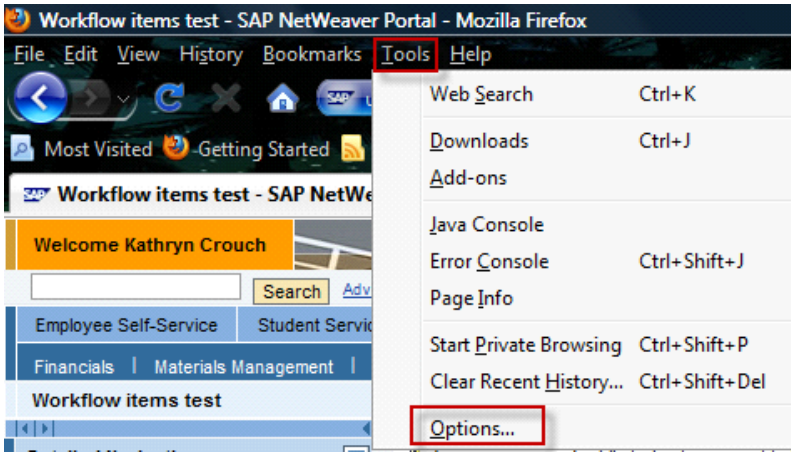 Workflow items test - SAP NetWeaver Portal - Mozilla Firefox
File Edit View History Bookmarks Tools Help
SAP
Web Search Ctrl+K
Most Visited Getting Started
Downloads Ctrl+J
Add-ons
SAP Workflow items test - SAP NetWe
Java Console
Welcome Kathryn Crouch
Error Console Ctrl+Shift+J
Search Adv
Page Info
Employee Self-Service Student Servic
Start Private Browsing Ctrl+Shift+P
Financials | Materials Management |
Clear Recent History... Ctrl+Shift+Del
Workflow items test
Options...